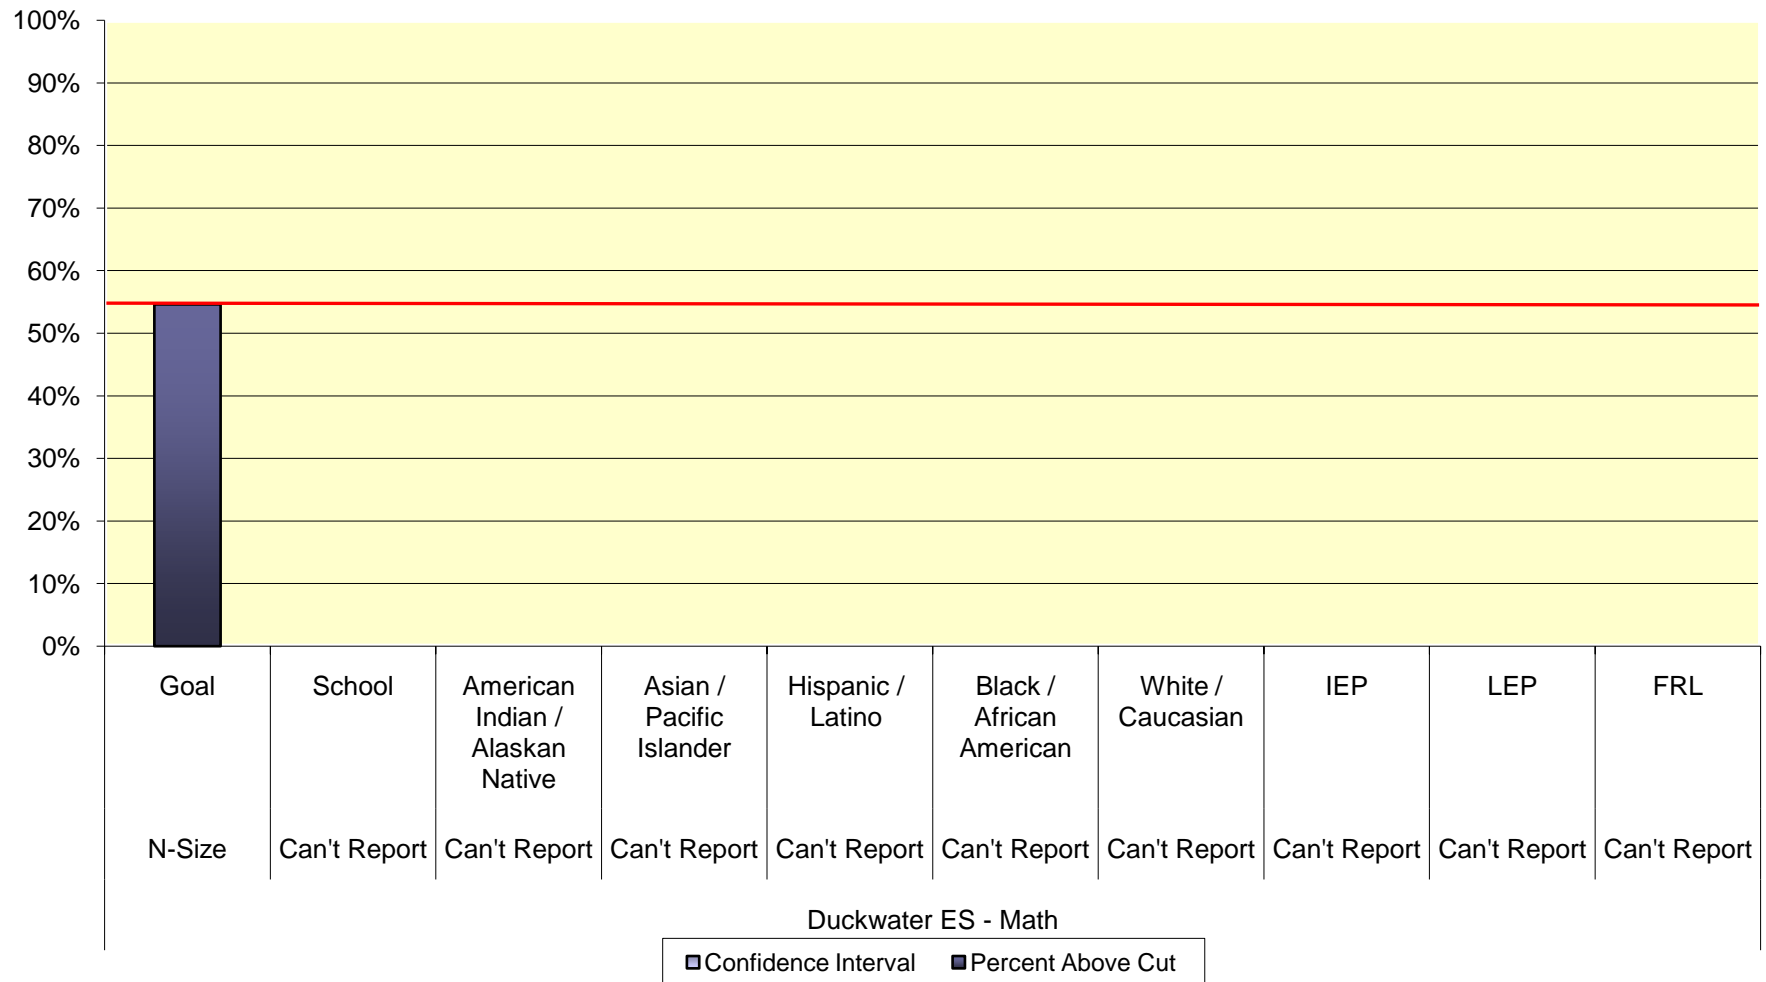 100%
90%
80%
70%
60%
50%
40%
30%
20%
10%
0%
Goal
School
American
Indian /
Alaskan
Native
Asian /
Pacific
Islander
Hispanic /
Latino
Black /
African
American
White /
Caucasian
IEP
LEP
FRL
N-Size
Can't Report
Can't Report
Can't Report
Can't Report
Can't Report
Can't Report
Can't Report
Can't Report
Can't Report
Duckwater ES - Math
Confidence Interval
Percent Above Cut